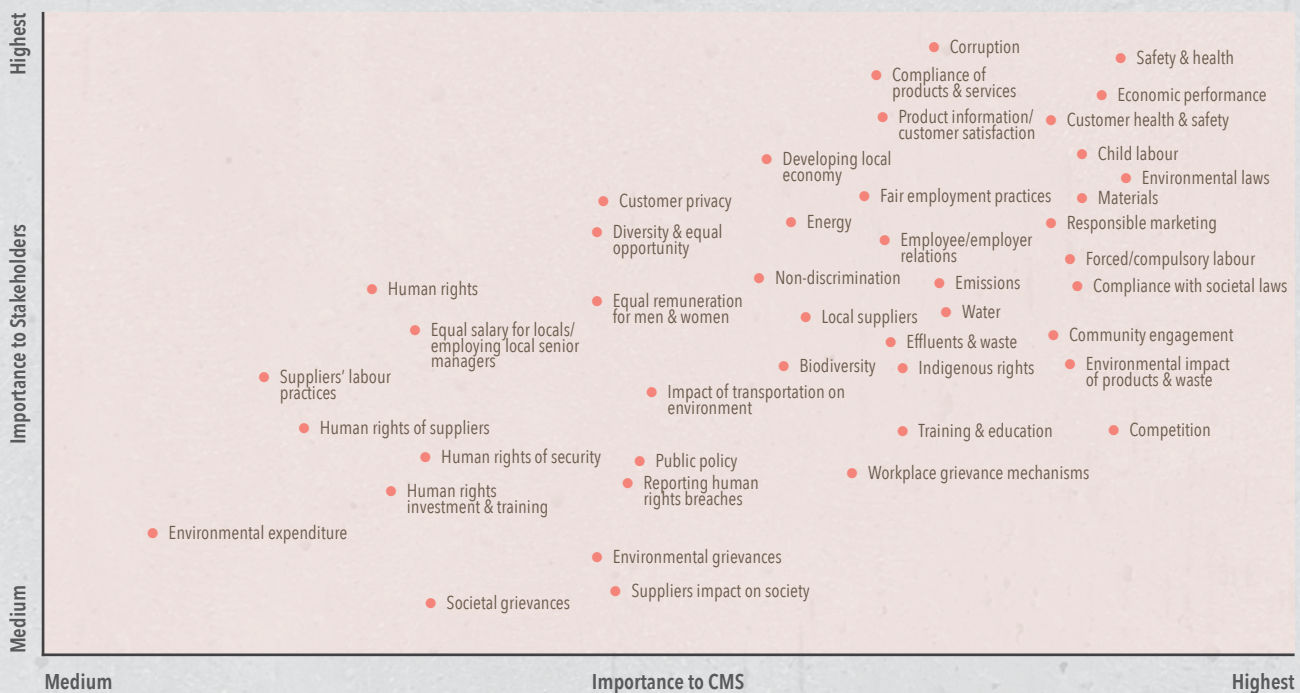 Highest
Importance to Stakeholders
Medium
Corruption
Safety & health
Compliance of
products & services
Economic performance
Product information/
customer satisfaction
Customer health & safety
Developing local
economy
Child labour
Environmental laws
Fair employment practices
Materials
Customer privacy
Energy
Responsible marketing
Diversity & equal
opportunity
Employee/employer
relations
Forced/compulsory labour
Non-discrimination
Emissions
Compliance with societal laws
Human rights
Equal remuneration
for men & women
Local suppliers
Water
Equal salary for locals/
employing local senior
managers
Community engagement
Effluents & waste
Biodiversity
Indigenous rights
Environmental impact
of products & waste
Suppliers' labour
practices
Impact of transportation on
environment
Human rights of suppliers
Training & education
Competition
Human rights of security
Public policy
Workplace grievance mechanisms
Reporting human
rights breaches
Human rights
investment & training
Environmental expenditure
Environmental grievances
Suppliers impact on society
Societal grievances
Medium
Importance to CMS
Highest